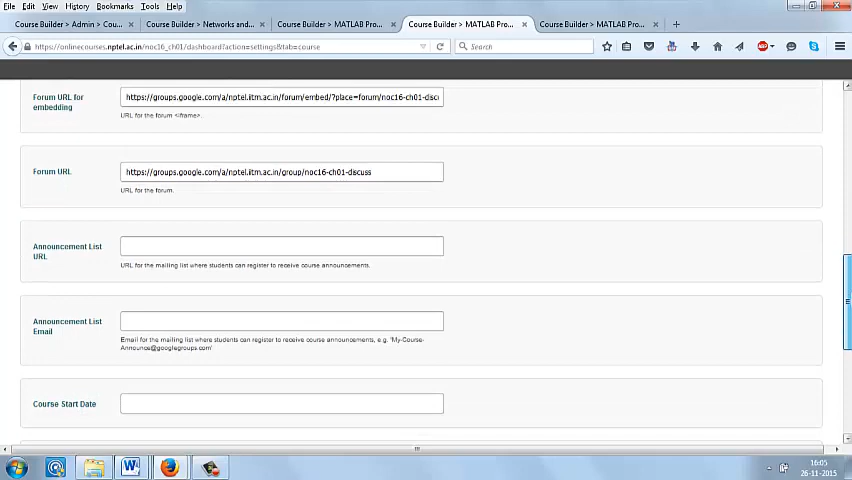 File Edit View History Bookmarks Tools Help
Course Builder > Admin > Cou... × Course Builder > Networks and... × Course Builder > MATLAB Pro... × Course Builder > MATLAB Pro... × Course Builder > MATLAB Pro... × +
https://onlinecourses.nptel.ac.in/noc16_ch01/dashboard?action=settings&tab=course Search ABP
Forum URL for embedding
https://groups.google.com/a/nptel.iitm.ac.in/forum/embed/?place=forum/noc16-ch01-disc
URL for the forum <iframe>.
Forum URL https://groups.google.com/a/nptel.iitm.ac.in/group/noc16-ch01-discuss
URL for the forum.
Announcement List
URL
URL for the mailing list where students can register to receive course announcements.
Announcement List
Email
Email for the mailing list where students can register to receive course announcements, e.g. 'My-Course-
Announce@googlegroups.com'
Course Start Date
16:05
26-11-2015